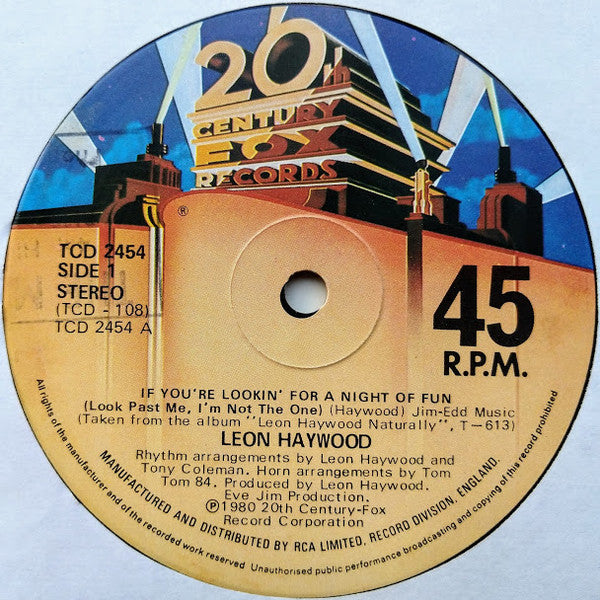 20th
CENTURY
FOX
RECORDS
®
TCD 2454
SIDE 1
STEREO
(TCD - 108)
TCD 2454 A
45
R.P.M.
IF YOU'RE LOOKIN' FOR A NIGHT OF FUN
(Look Past Me, I'm Not The One) (Haywood) Jim-Edd Music
(Taken from the album "Leon Haywood Naturally", T-613)
LEON HAYWOOD
Rhythm arrangements by Leon Haywood and
Tony Coleman. Horn arrangements by Tom
Tom 84. Produced by Leon Haywood.
Eve Jim Production.
Ⓟ1980 20th Century-Fox
Record Corporation
MANUFACTURED AND DISTRIBUTED BY RCA LIMITED, RECORD DIVISION, ENGLAND.
All rights of the manufacturer and of the owner of the recorded work reserved. Unauthorised public performance broadcasting and copying of this record prohibited